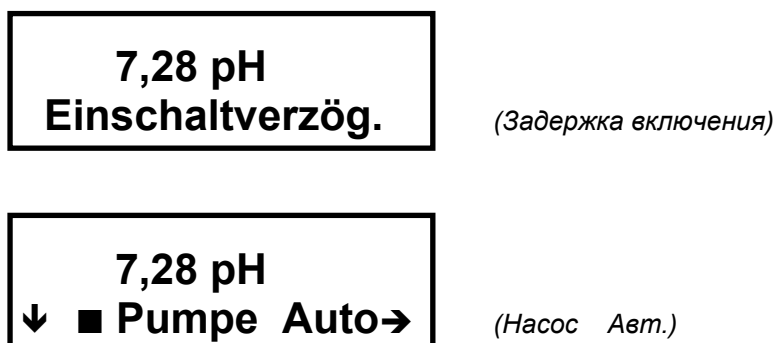 7,28 pH
Einschaltverzög. (Задержка включения)
7,28 pH
↓ ■ Pumpe Auto→ (Насос Авт.)